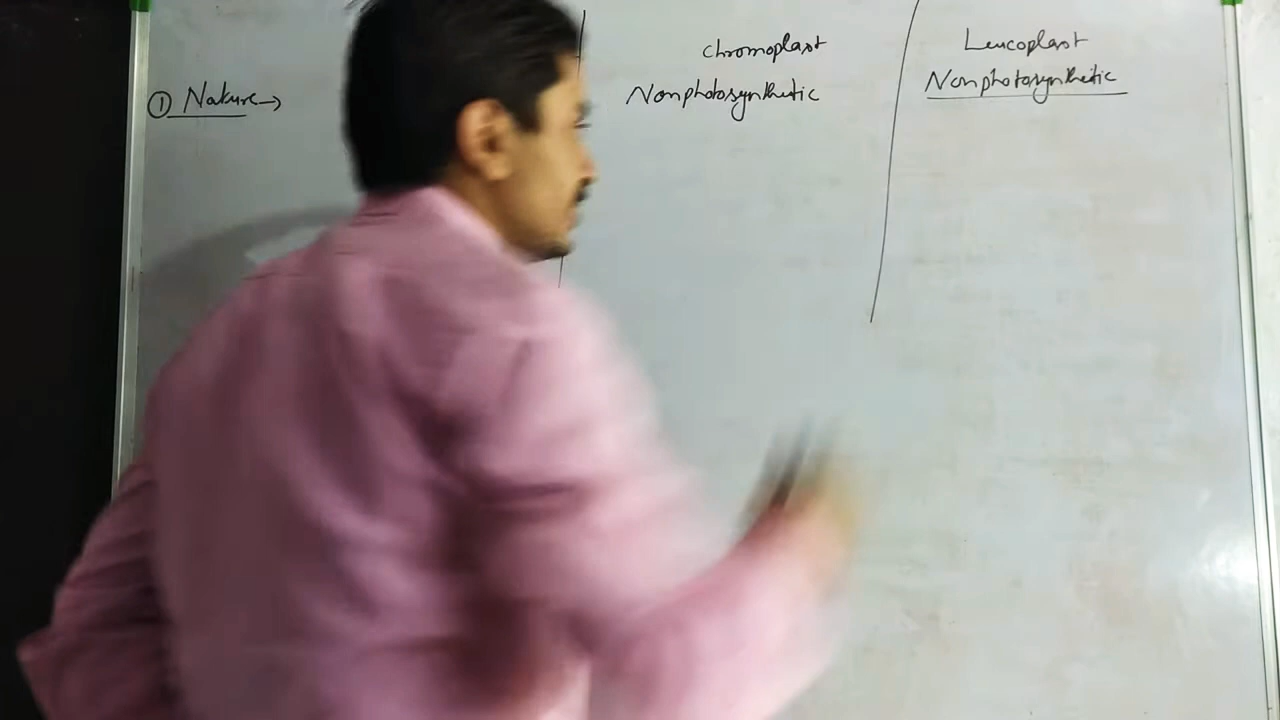 chromoplast
Leucoplast
① Nature→
Nonphotosynthetic
Nonphotosynthetic